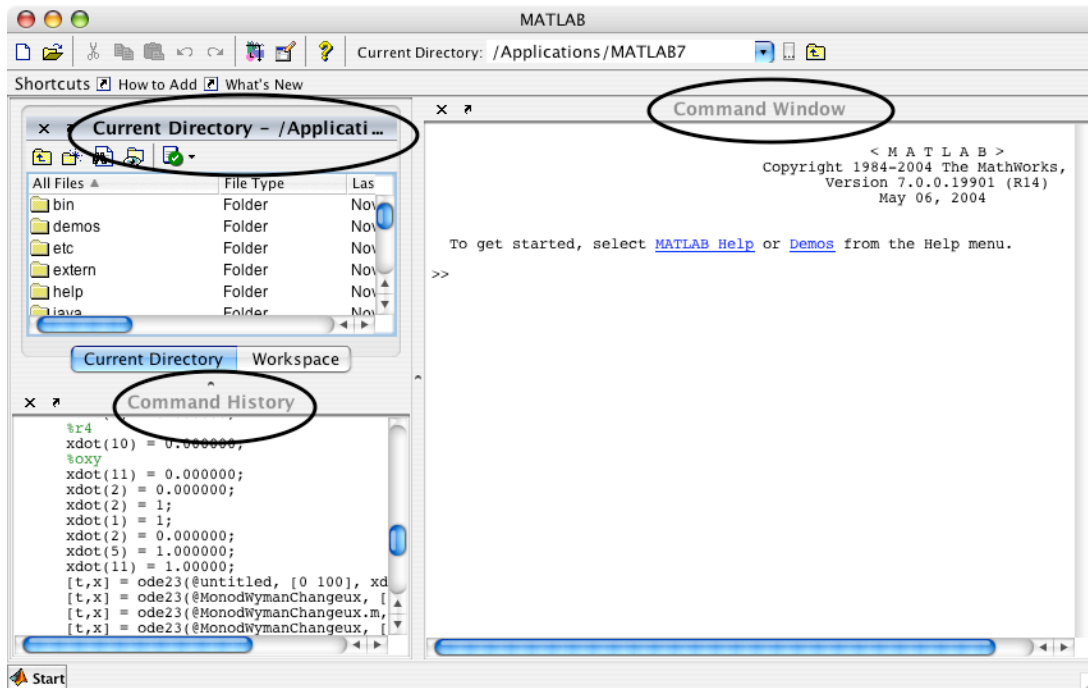 MATLAB
Current Directory: /Applications/MATLAB7
Shortcuts How to Add What's New
Current Directory - /Applicati...
All Files File Type Las
bin Folder Nov
demos Folder Nov
etc Folder Nov
extern Folder Nov
help Folder Nov
java Folder Nov
Current Directory Workspace
Command History
%r4
xdot(10) = 0.000000;
%oxy
xdot(11) = 0.000000;
xdot(2) = 0.000000;
xdot(2) = 1;
xdot(1) = 1;
xdot(2) = 0.000000;
xdot(5) = 1.000000;
xdot(11) = 1.00000;
[t,x] = ode23(@untitled, [0 100], xd
[t,x] = ode23(@MonodWymanChangeux, [
[t,x] = ode23(@MonodWymanChangeux.m,
[t,x] = ode23(@MonodWymanChangeux, [
Command Window
< M A T L A B >
Copyright 1984-2004 The MathWorks,
Version 7.0.0.19901 (R14)
May 06, 2004
To get started, select MATLAB Help or Demos from the Help menu.
>>
Start